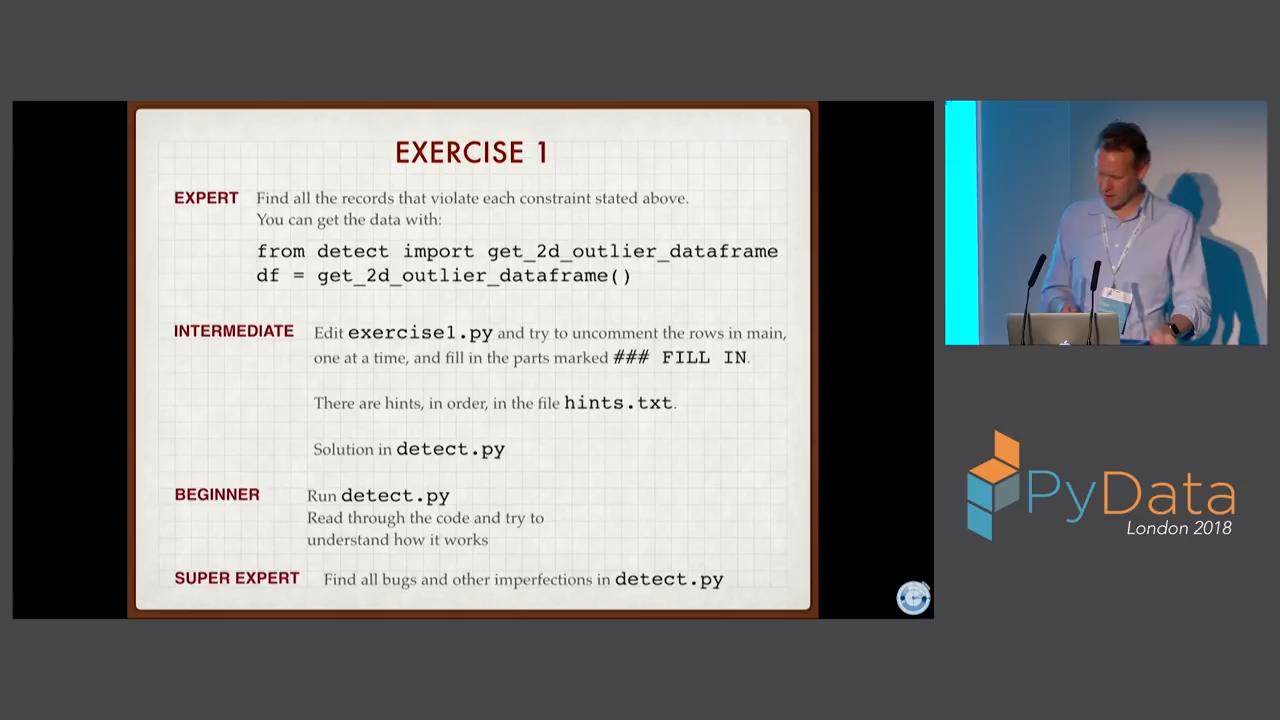 EXERCISE 1
EXPERT Find all the records that violate each constraint stated above.
You can get the data with:
from detect import get_2d_outlier_dataframe
df = get_2d_outlier_dataframe()
INTERMEDIATE Edit exercise1.py and try to uncomment the rows in main,
one at a time, and fill in the parts marked ### FILL IN.
There are hints, in order, in the file hints.txt.
Solution in detect.py
BEGINNER Run detect.py
Read through the code and try to
understand how it works
SUPER EXPERT Find all bugs and other imperfections in detect.py
PyData
London 2018